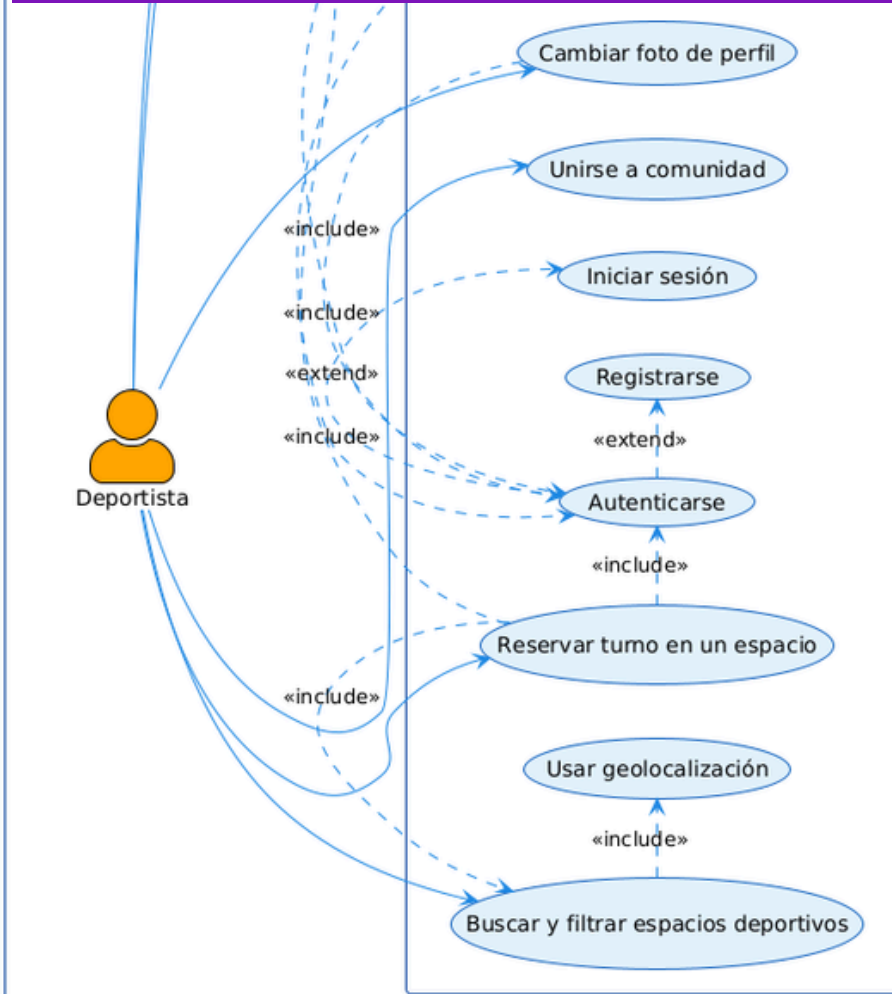 Cambiar foto de perfil
Unirse a comunidad
«include»
Iniciar sesión
«include»
«extend»
Registrarse
«include»
«extend»
Deportista
Autenticarse
«include»
Reservar turno en un espacio
«include»
Usar geolocalización
«include»
Buscar y filtrar espacios deportivos